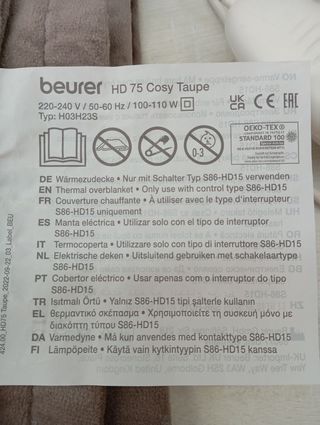 beurer HD 75 Cosy Taupe
220-240 V / 50-60 Hz / 100-110 W
Typ: H03H23S
UK CA CE EAC
OEKO-TEX®
STANDARD 100
0-3
DE Wärmezudecke • Nur mit Schalter Typ S86-HD15 verwenden
EN Thermal overblanket • Only use with control type S86-HD15
FR Couverture chauffante • À utiliser avec le type d'interrupteur
S86-HD15 uniquement
ES Manta eléctrica • Utilizar solo con el tipo de interruptor
S86-HD15
IT Termocoperta • Utilizzare solo con il tipo di interruttore S86-HD15
NL Elektrische deken • Uitsluitend gebruiken met schakelaartype
S86-HD15
PT Cobertor eléctrico • Usar apenas com o interruptor do tipo
S86-HD15
TR Isıtmalı Örtü • Yalnız S86-HD15 tipi şalterle kullanın
EL θερμαντικό σκέπασμα • Χρησιμοποιείτε τη συσκευή μόνο με
διακόπτη τύπου S86-HD15
DA Varmedyne • Må kun anvendes med kontakttype S86-HD15
FI Lämpöpeite • Käytä vain kytkintyypin S86-HD15 kanssa
424.00_HD75 Taupe_2022-09-22_03_Label_BEU